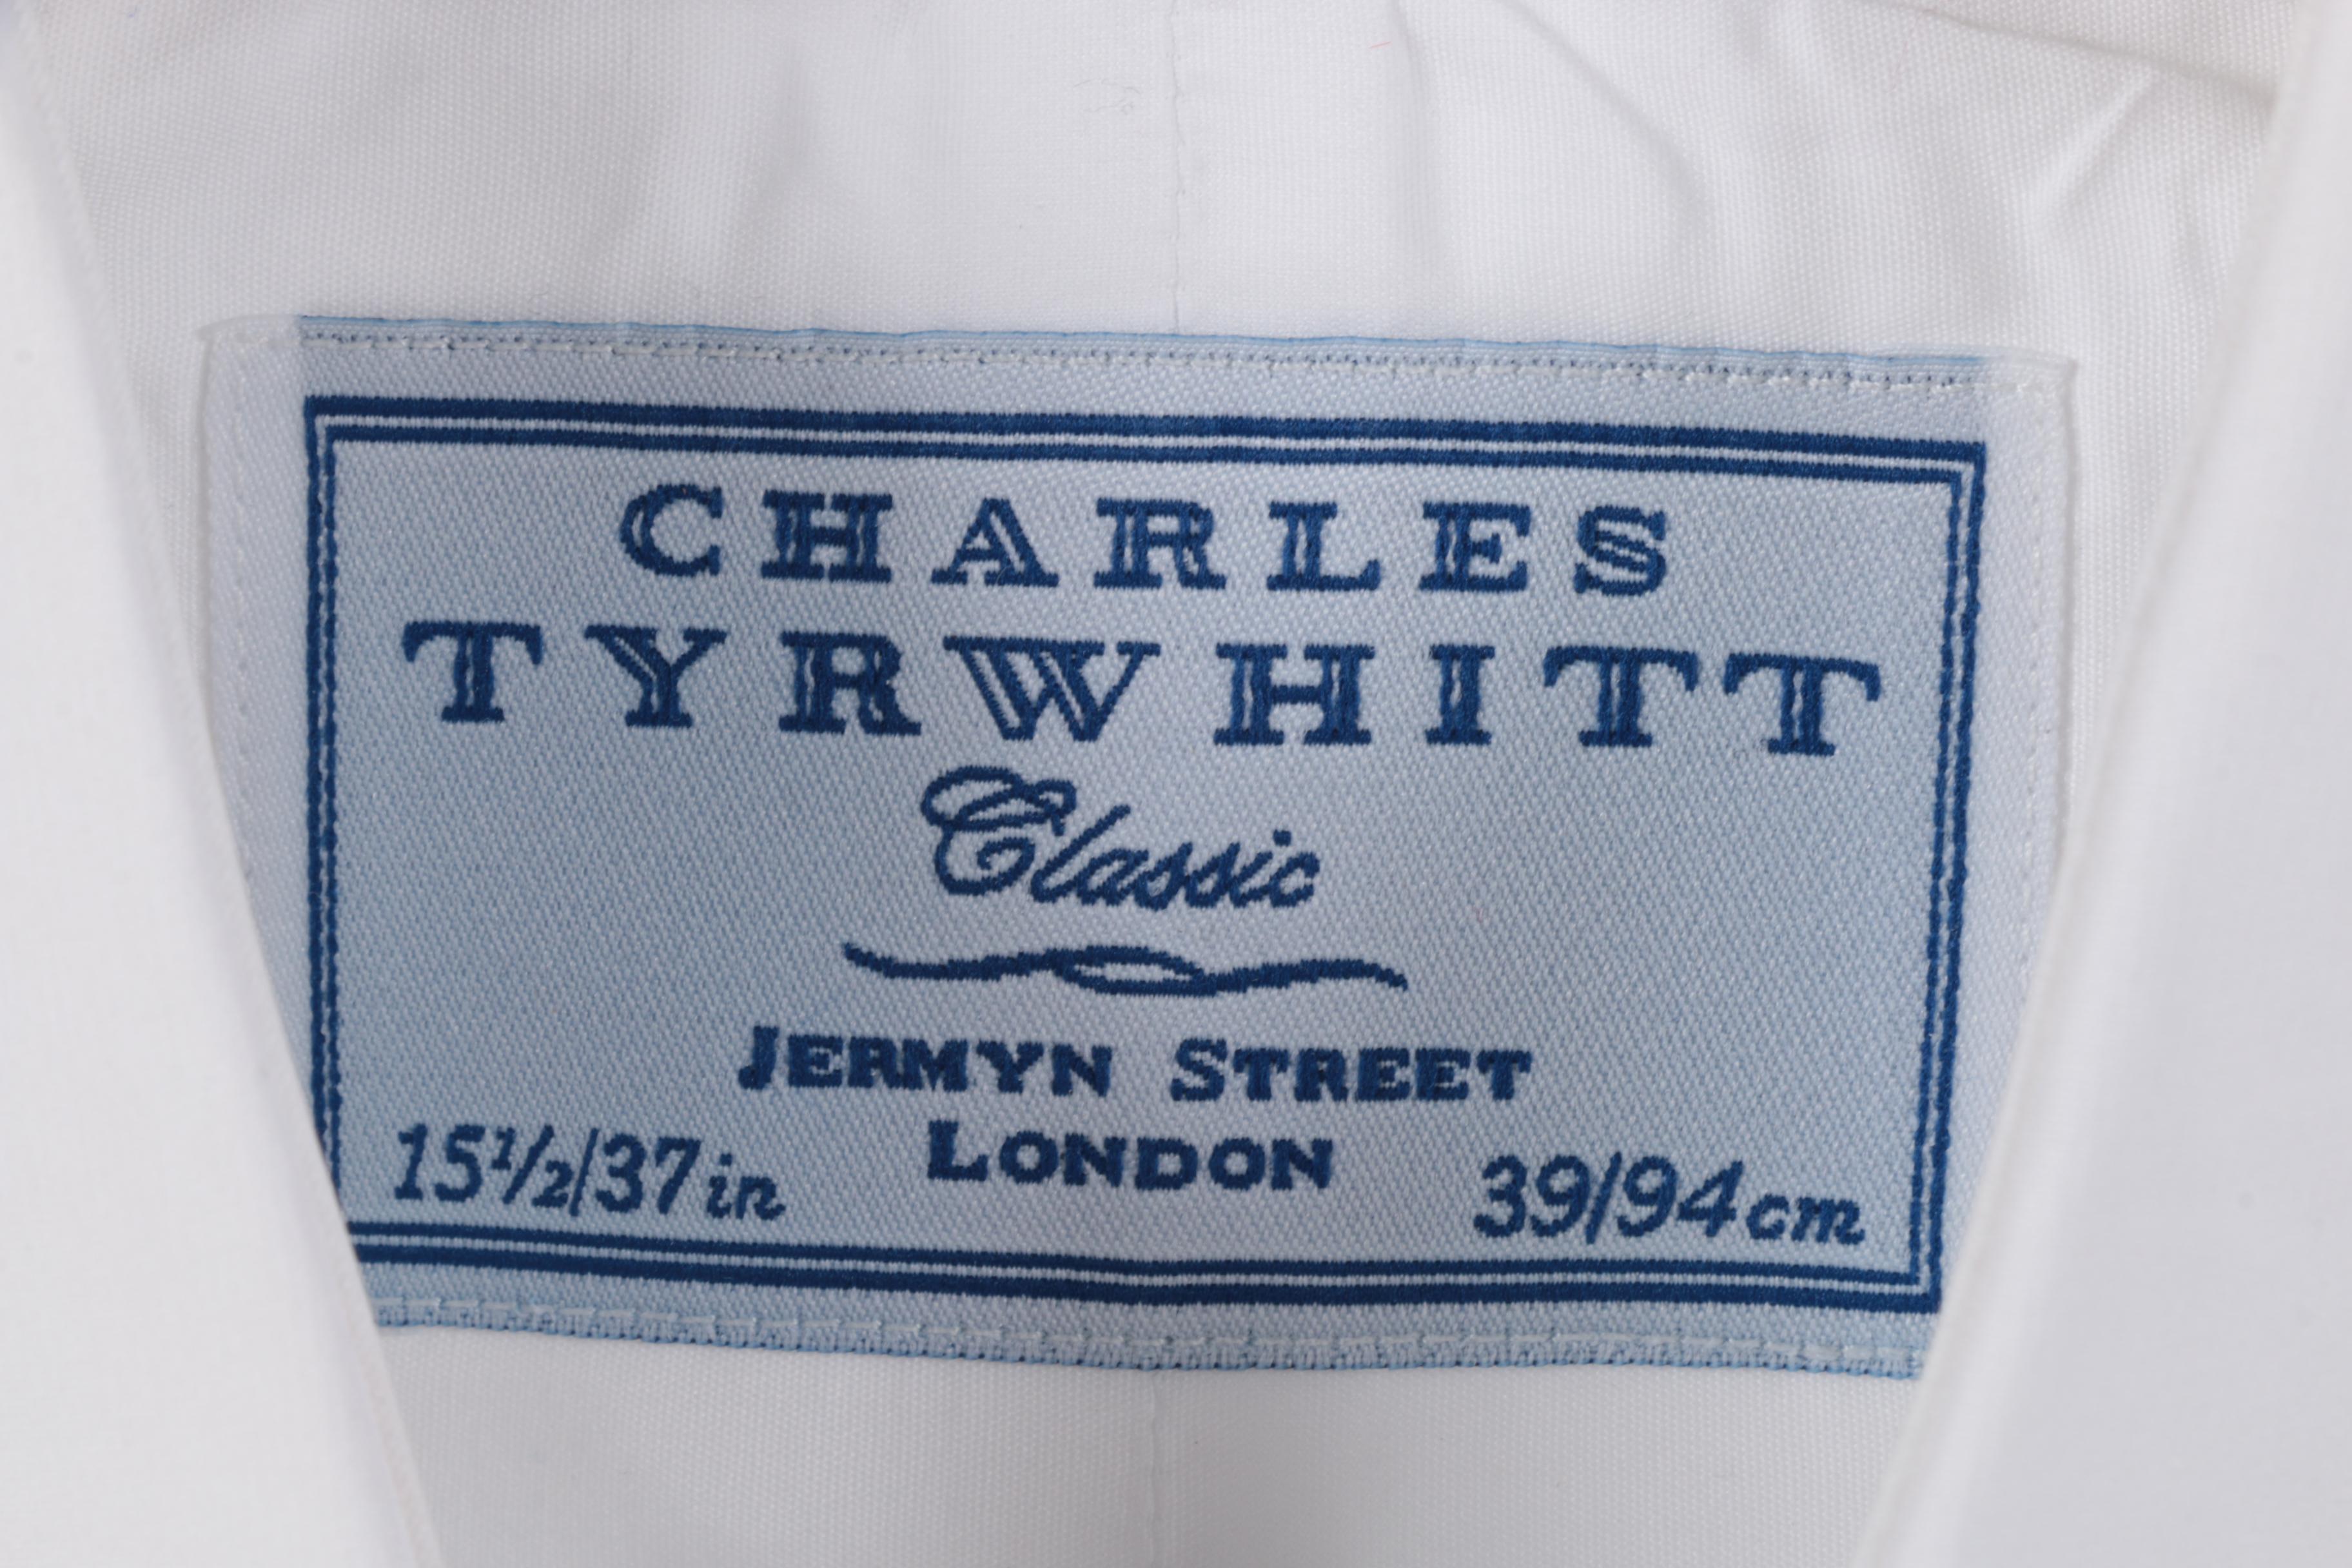 CHARLES
TYRWHITT
Classic
JERMYN STREET
LONDON
15½/37in
39/94cm